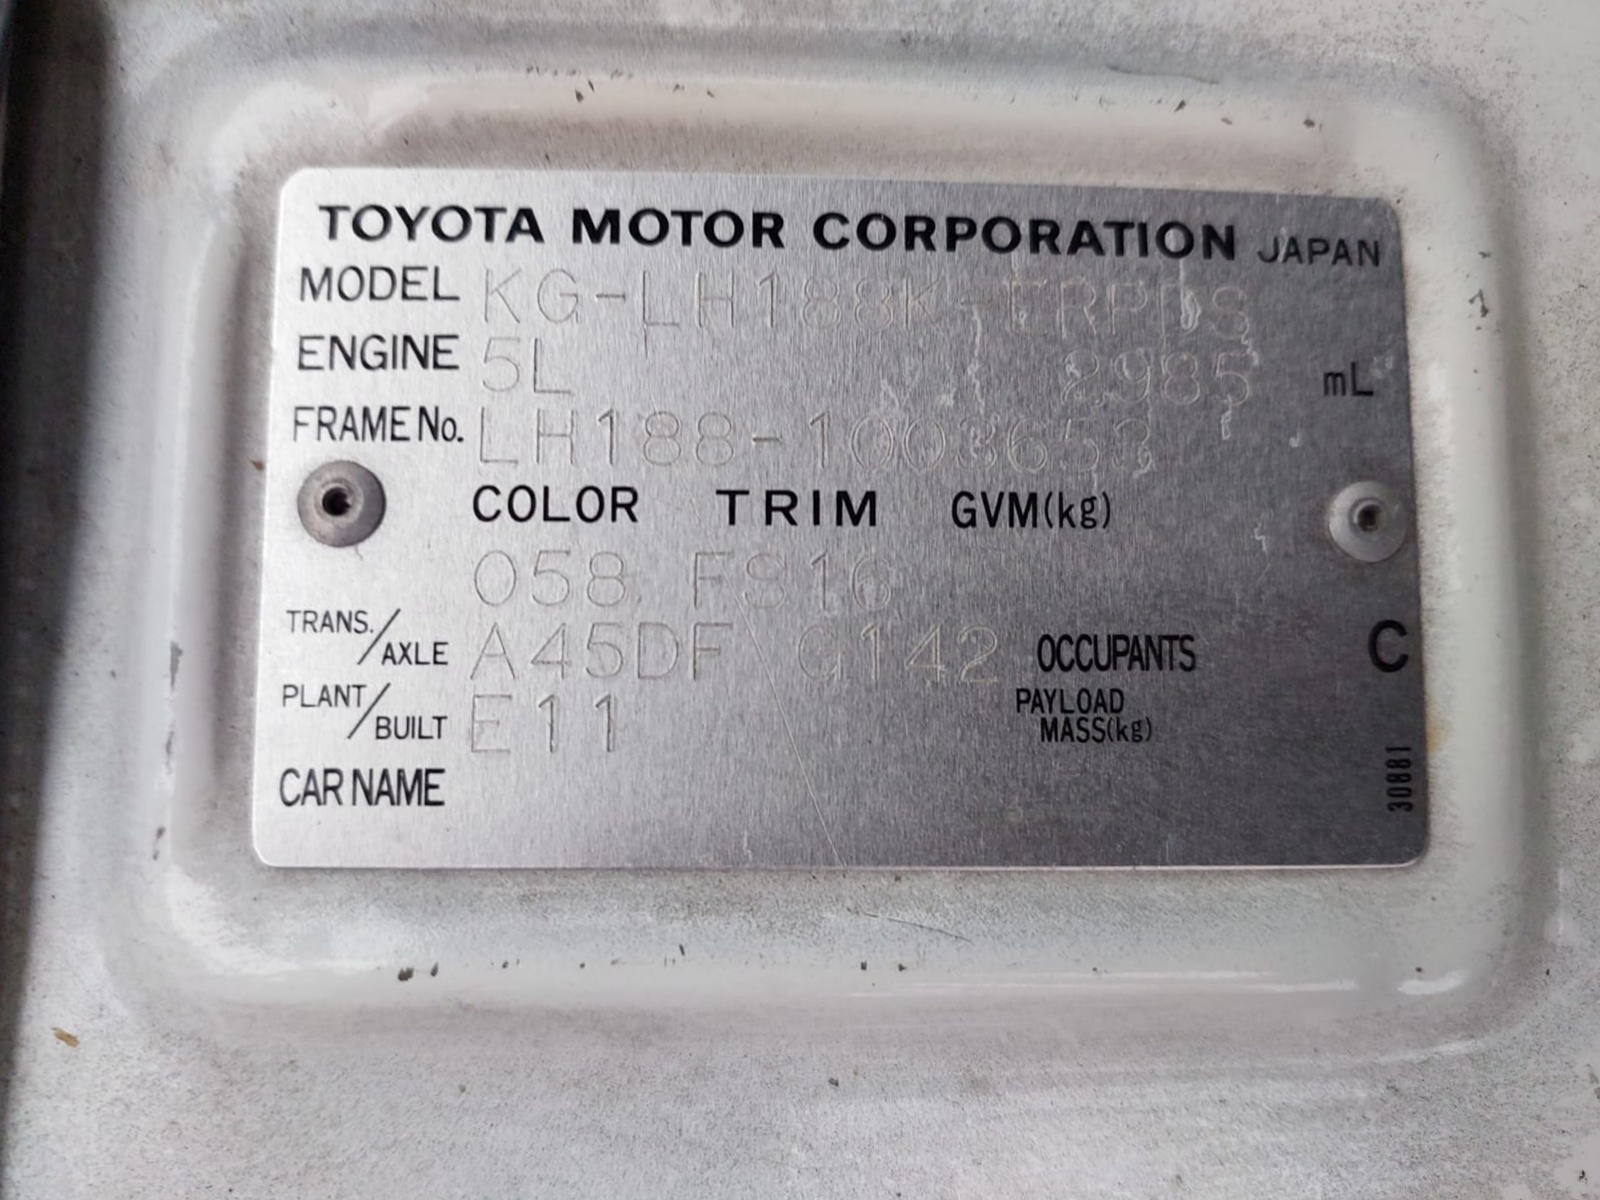 TOYOTA MOTOR CORPORATION JAPAN
MODEL KG-LH188K-ERPDS
ENGINE 5L 2985 mL
FRAME No. LH188-1003653
COLOR TRIM GVM(kg)
058 FS16
TRANS./AXLE A45DF G142 OCCUPANTS C
PLANT/BUILT E11 PAYLOAD MASS(kg)
CAR NAME
30881